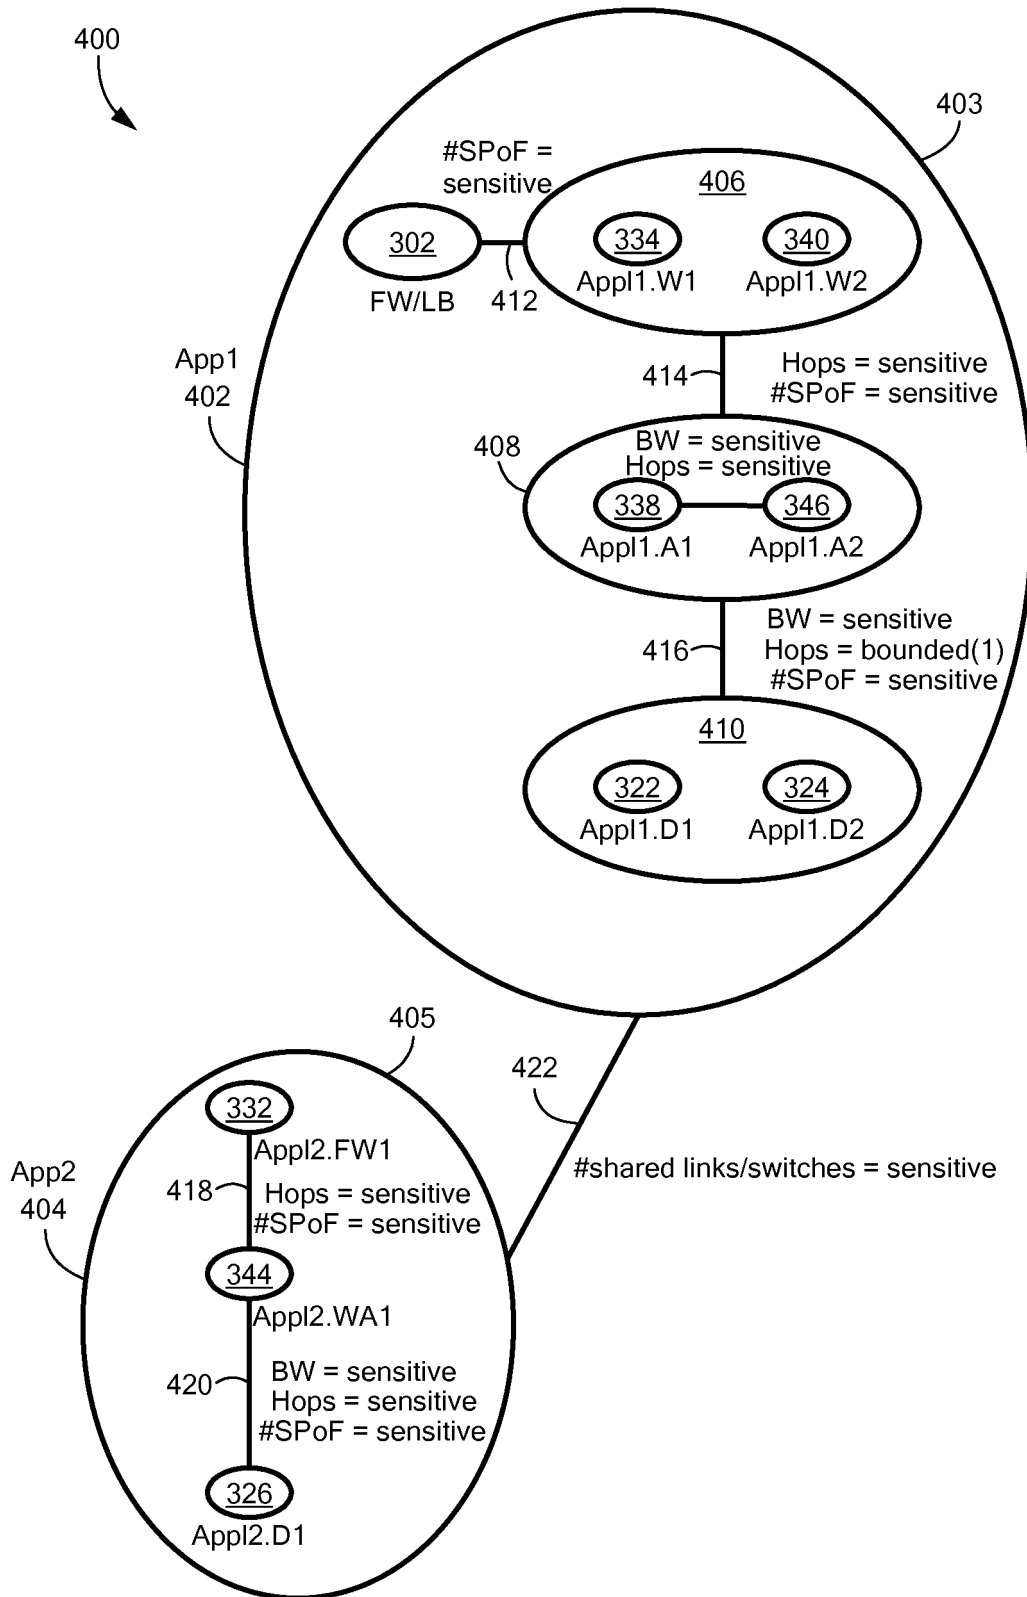 400
403
#SPoF =
sensitive
406
302
334
340
FW/LB
412
Appl1.W1
Appl1.W2
App1
402
414
Hops = sensitive
#SPoF = sensitive
408
BW = sensitive
Hops = sensitive
338
346
Appl1.A1
Appl1.A2
416
BW = sensitive
Hops = bounded(1)
#SPoF = sensitive
410
322
324
Appl1.D1
Appl1.D2
405
422
332
Appl2.FW1
#shared links/switches = sensitive
App2
404
418
Hops = sensitive
#SPoF = sensitive
344
Appl2.WA1
420
BW = sensitive
Hops = sensitive
#SPoF = sensitive
326
Appl2.D1